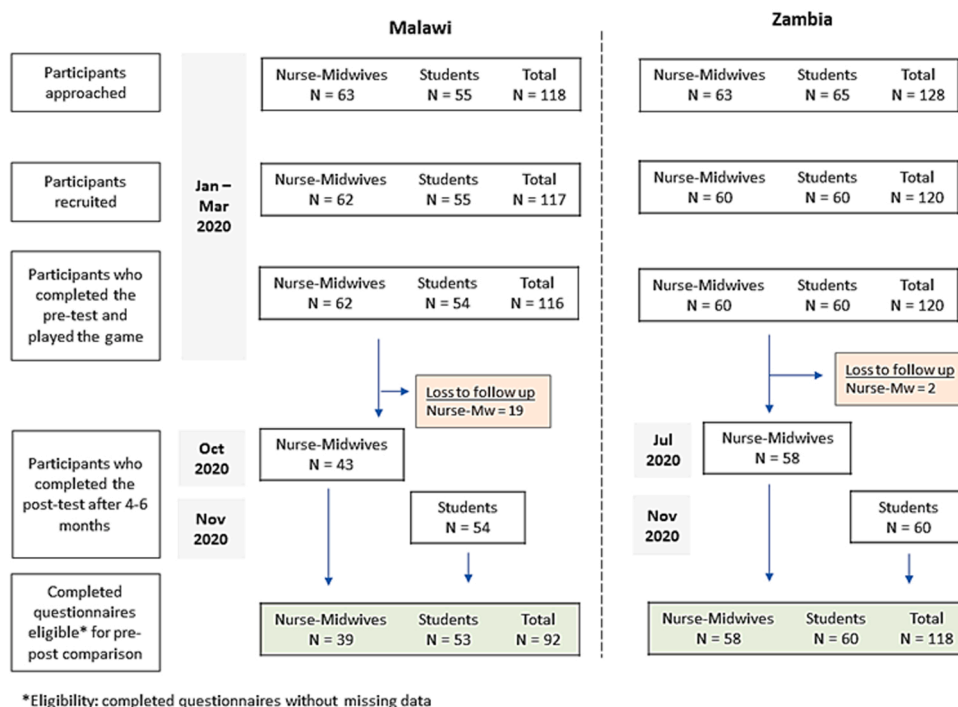 Malawi
Zambia
Participants
approached
Nurse-Midwives Students Total
N = 63 N = 55 N = 118
Nurse-Midwives Students Total
N = 63 N = 65 N = 128
Participants
recruited
Jan –
Mar
2020
Nurse-Midwives Students Total
N = 62 N = 55 N = 117
Nurse-Midwives Students Total
N = 60 N = 60 N = 120
Participants who
completed the
pre-test and
played the game
Nurse-Midwives Students Total
N = 62 N = 54 N = 116
Nurse-Midwives Students Total
N = 60 N = 60 N = 120
Loss to follow up
Nurse-Mw = 19
Loss to follow up
Nurse-Mw = 2
Participants who
completed the
post-test after 4-6
months
Oct
2020
Nurse-Midwives
N = 43
Jul
2020
Nurse-Midwives
N = 58
Nov
2020
Students
N = 54
Nov
2020
Students
N = 60
Completed
questionnaires
eligible* for pre-
post comparison
Nurse-Midwives Students Total
N = 39 N = 53 N = 92
Nurse-Midwives Students Total
N = 58 N = 60 N = 118
*Eligibility: completed questionnaires without missing data